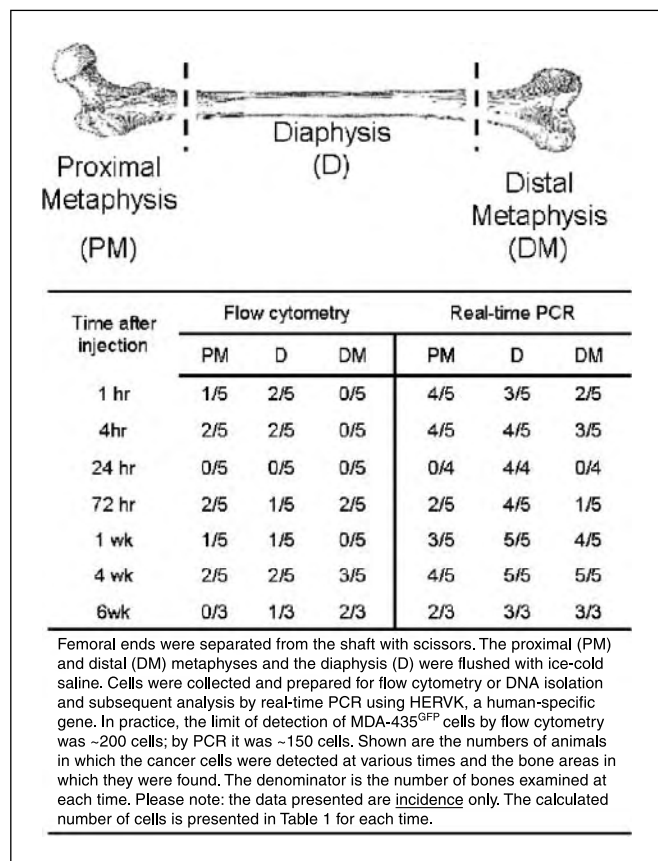 Proximal
Metaphysis
(PM)
Diaphysis
(D)
Distal
Metaphysis
(DM)
Time after
injection
Flow cytometry
Real-time PCR
PM D DM PM D DM
1 hr 1/5 2/5 0/5 4/5 3/5 2/5
4hr 2/5 2/5 0/5 4/5 4/5 3/5
24 hr 0/5 0/5 0/5 0/4 4/4 0/4
72 hr 2/5 1/5 2/5 2/5 4/5 1/5
1 wk 1/5 1/5 0/5 3/5 5/5 4/5
4 wk 2/5 2/5 3/5 4/5 5/5 5/5
6wk 0/3 1/3 2/3 2/3 3/3 3/3
Femoral ends were separated from the shaft with scissors. The proximal (PM)
and distal (DM) metaphyses and the diaphysis (D) were flushed with ice-cold
saline. Cells were collected and prepared for flow cytometry or DNA isolation
and subsequent analysis by real-time PCR using HERVK, a human-specific
gene. In practice, the limit of detection of MDA-435GFP cells by flow cytometry
was ~200 cells; by PCR it was ~150 cells. Shown are the numbers of animals
in which the cancer cells were detected at various times and the bone areas in
which they were found. The denominator is the number of bones examined at
each time. Please note: the data presented are incidence only. The calculated
number of cells is presented in Table 1 for each time.